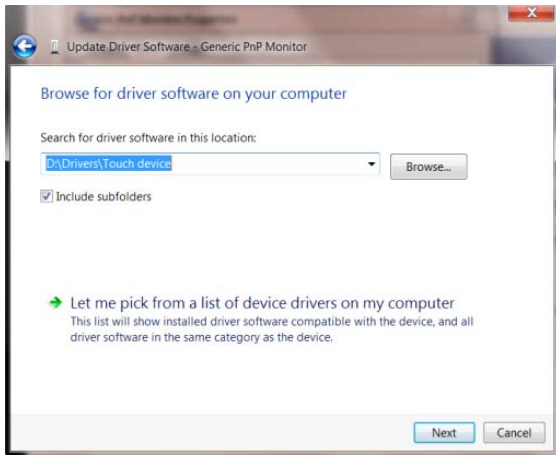 Update Driver Software - Generic PnP Monitor
Browse for driver software on your computer
Search for driver software in this location:
D:\Drivers\Touch device
Browse...
Include subfolders
Let me pick from a list of device drivers on my computer
This list will show installed driver software compatible with the device, and all
driver software in the same category as the device.
Next
Cancel